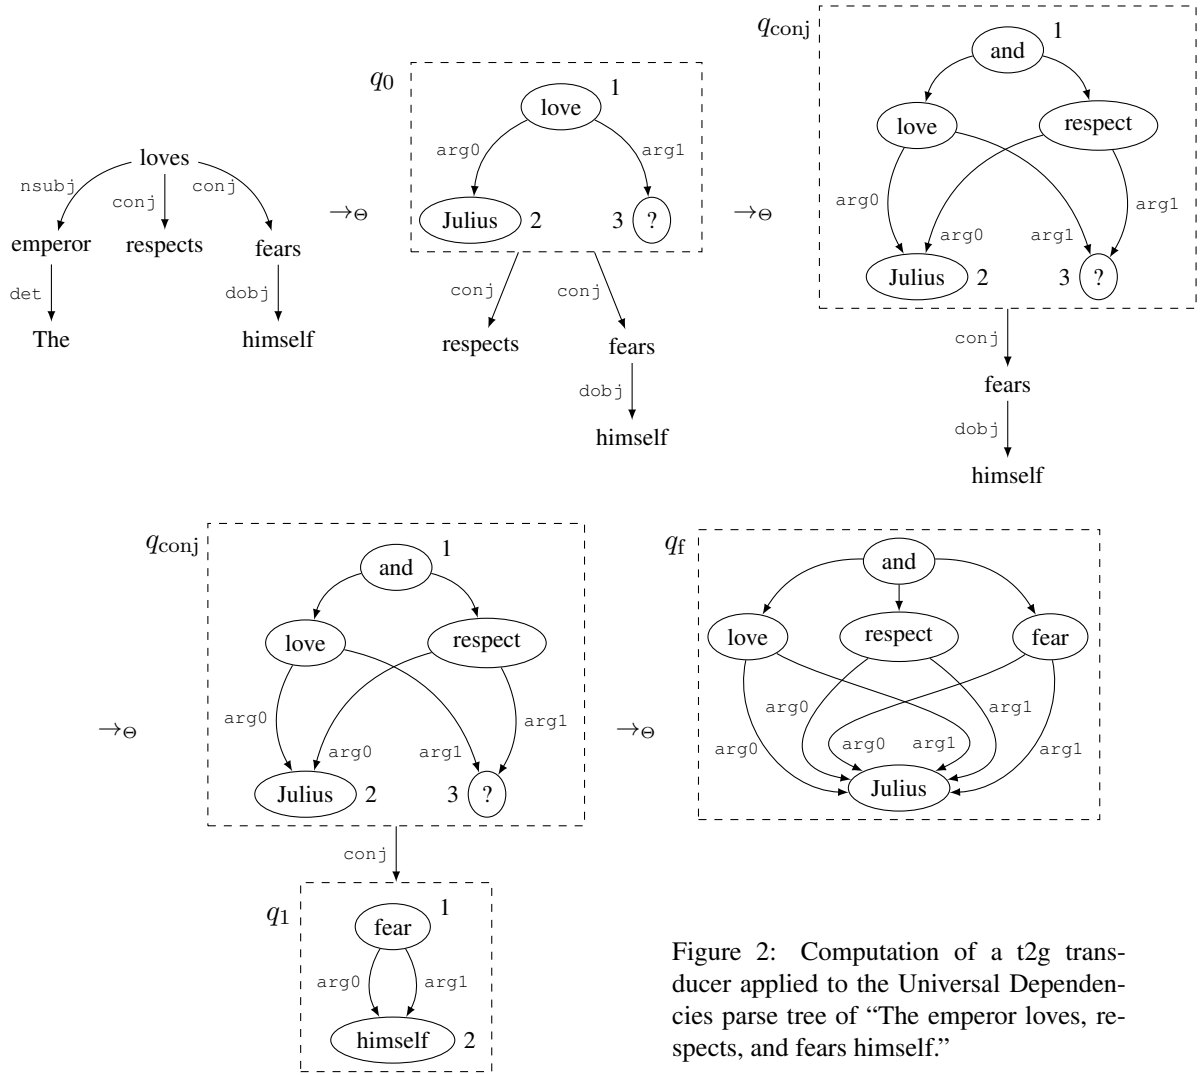 loves
nsubj
conj
conj
emperor
respects
fears
det
dobj
The
himself
→Θ
q0
love
1
arg0
arg1
Julius
2
3
?
conj
conj
respects
fears
dobj
himself
→Θ
qconj
and
1
love
respect
arg0
arg1
arg0
arg1
Julius
2
3
?
conj
fears
dobj
himself
→Θ
qconj
and
1
love
respect
arg0
arg1
arg0
arg1
Julius
2
3
?
conj
q1
fear
1
arg0
arg1
himself
2
→Θ
qf
and
love
respect
fear
arg0
arg1
arg0
arg0
arg1
arg1
Julius
Figure 2: Computation of a t2g trans-
ducer applied to the Universal Dependen-
cies parse tree of “The emperor loves, re-
spects, and fears himself.”